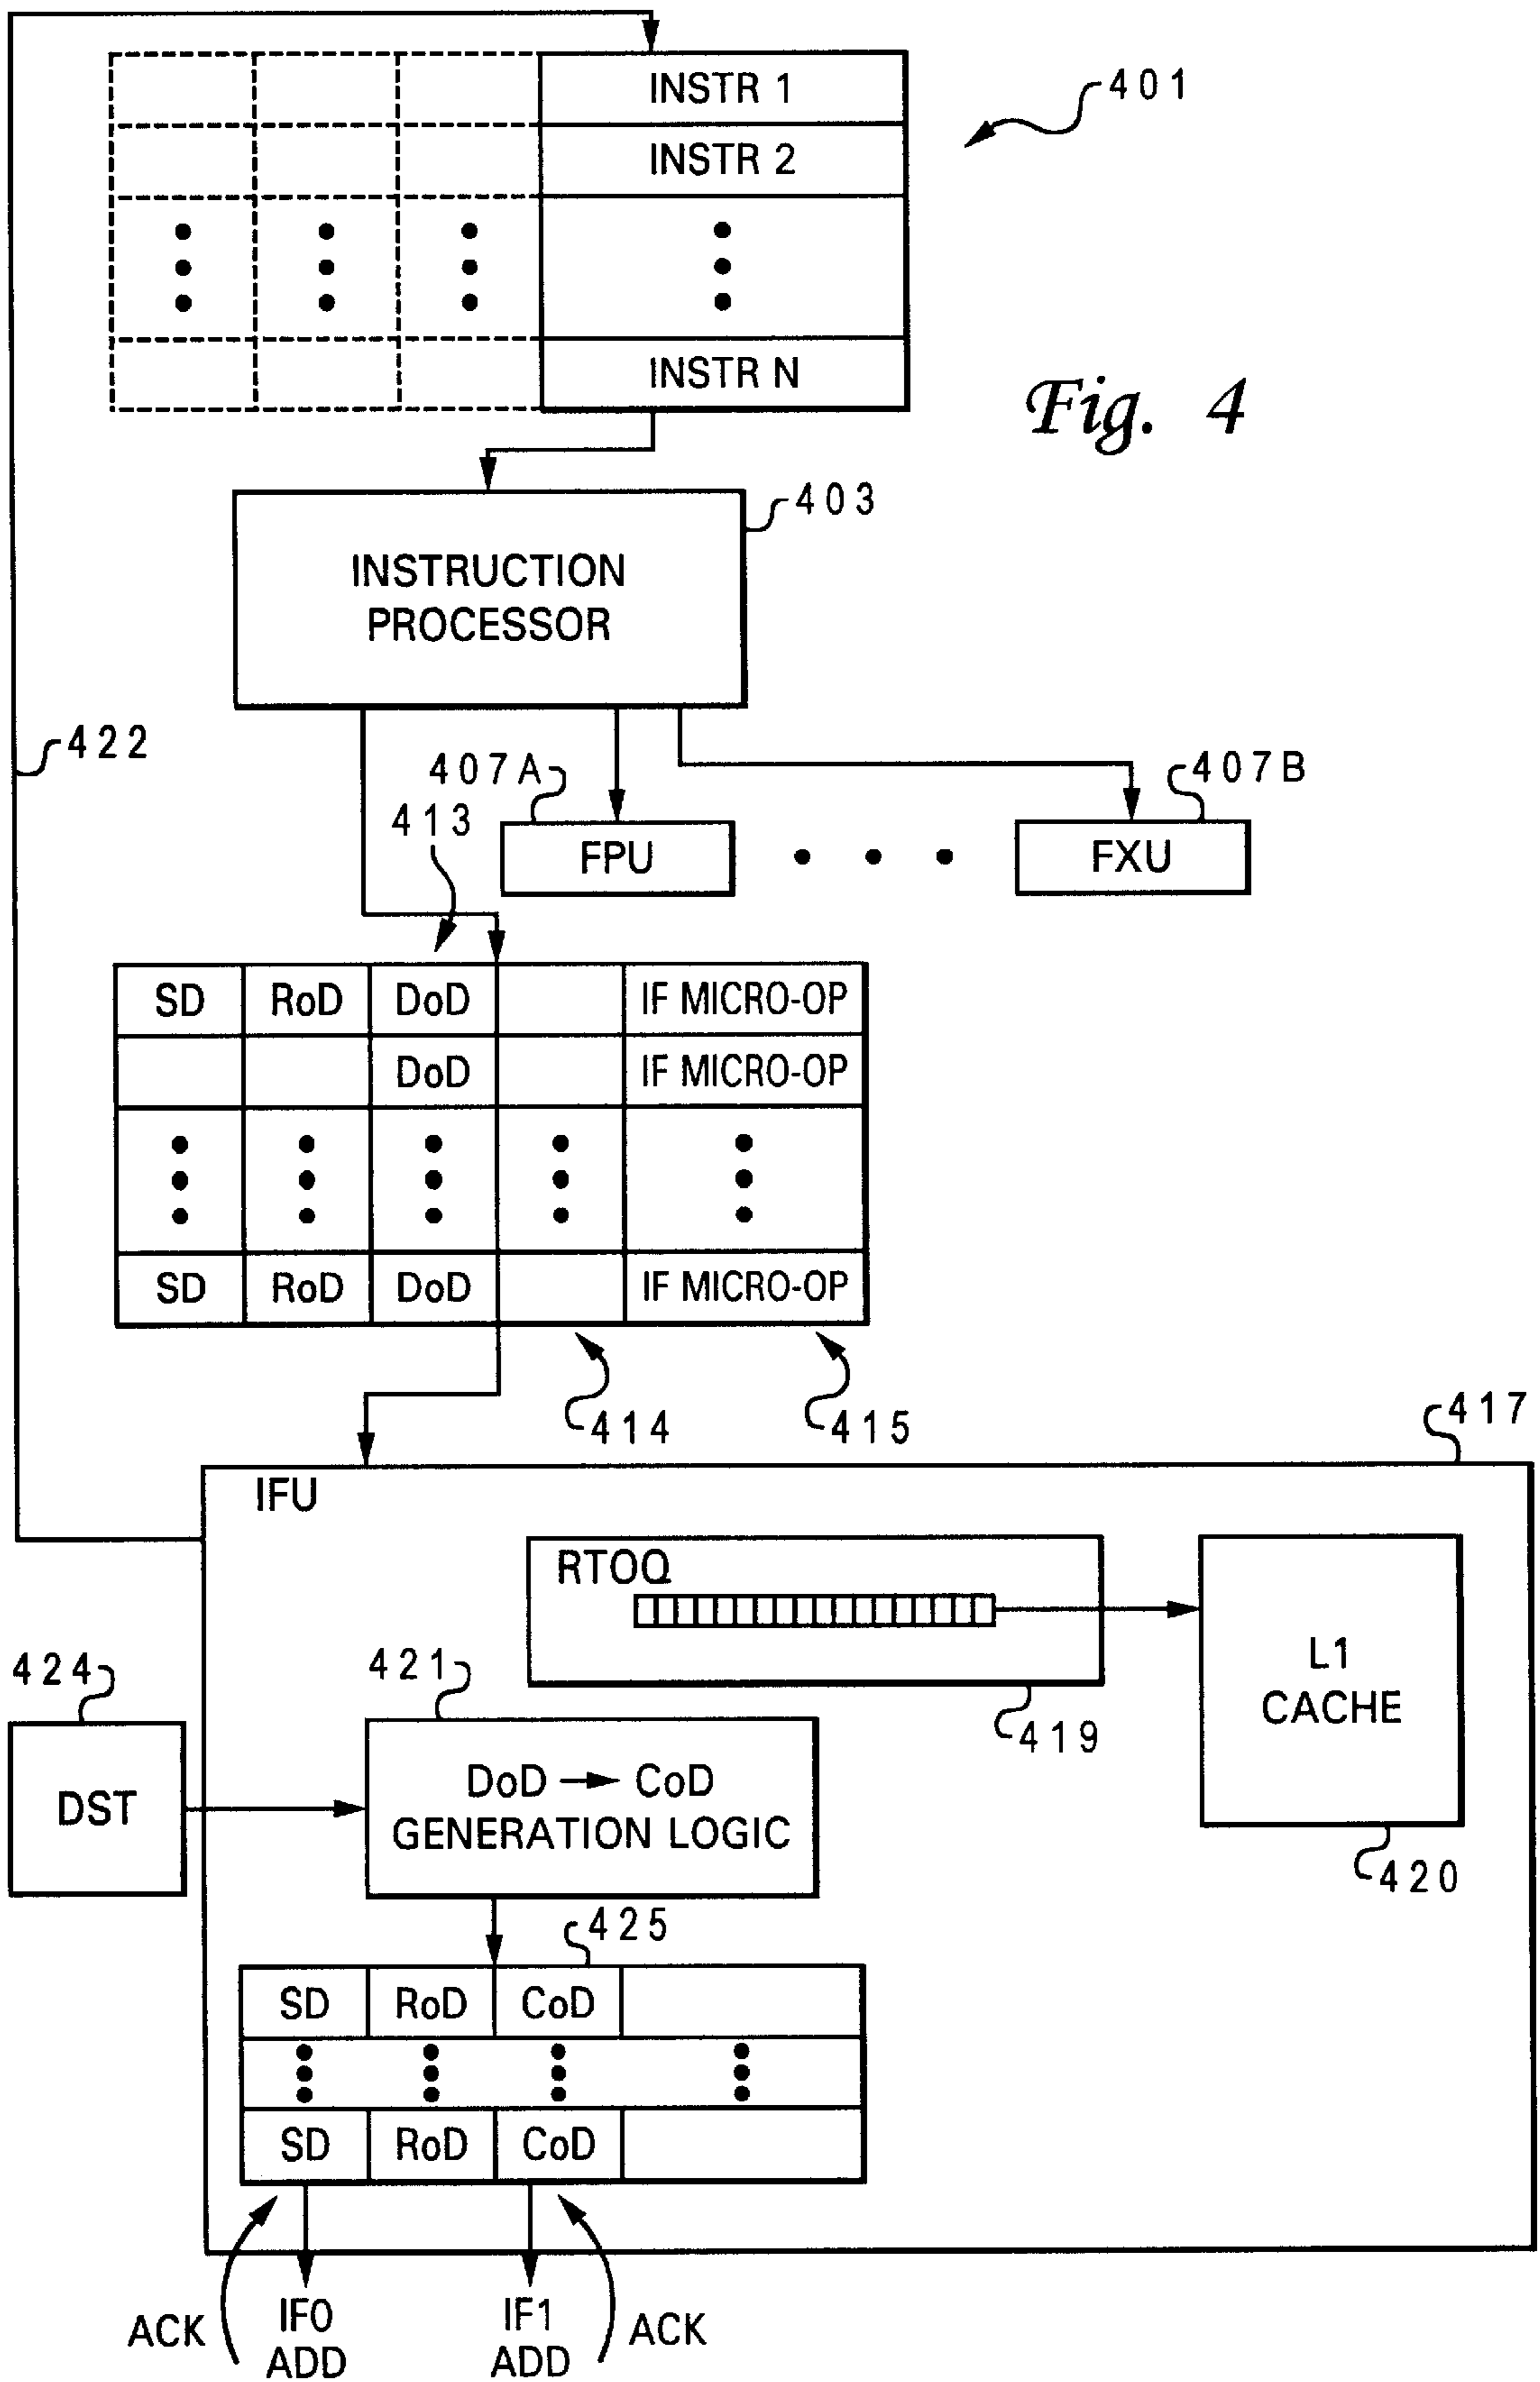 INSTR 1
401
INSTR 2
INSTR N
Fig. 4
403
INSTRUCTION
PROCESSOR
422
407A
407B
413
FPU
FXU
SD RoD DoD IF MICRO-OP
DoD IF MICRO-OP
SD RoD DoD IF MICRO-OP
414
415
417
IFU
RTOQ
L1
CACHE
424
421
419
DST
DoD → CoD
GENERATION LOGIC
420
425
SD RoD CoD
SD RoD CoD
ACK
IF0
ADD
IF1
ADD
ACK